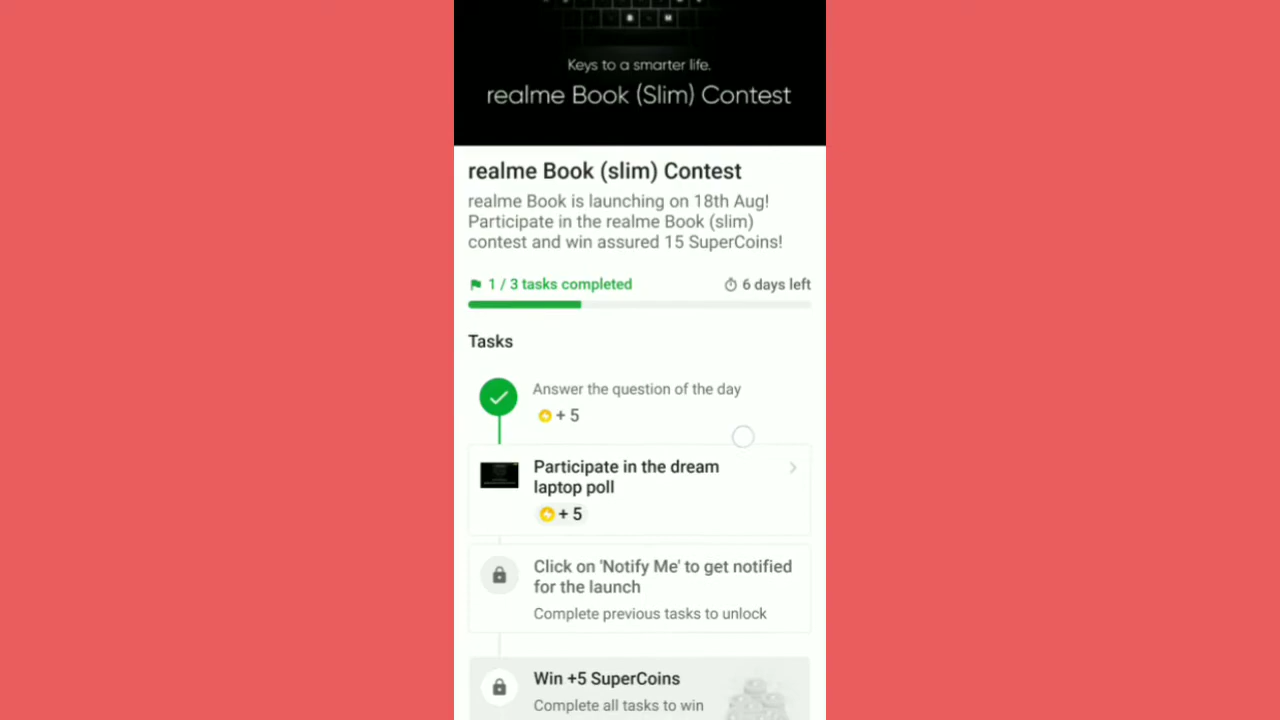 Keys to a smarter life.
realme Book (Slim) Contest
realme Book (slim) Contest
realme Book is launching on 18th Aug!
Participate in the realme Book (slim)
contest and win assured 15 SuperCoins!
1 / 3 tasks completed
6 days left
Tasks
Answer the question of the day
+ 5
Participate in the dream
laptop poll
+ 5
Click on 'Notify Me' to get notified
for the launch
Complete previous tasks to unlock
Win +5 SuperCoins
Complete all tasks to win